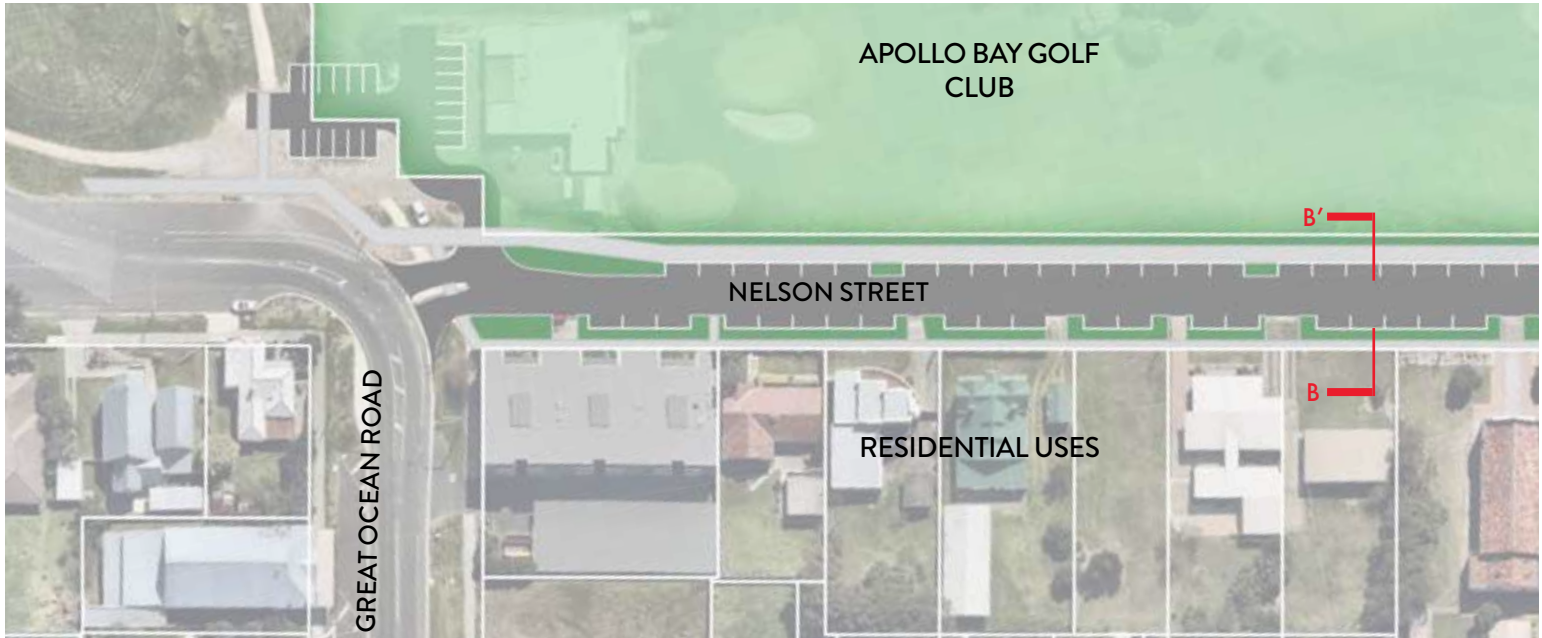 APOLLO BAY GOLF
CLUB
B'
NELSON STREET
B
GREAT OCEAN ROAD
RESIDENTIAL USES